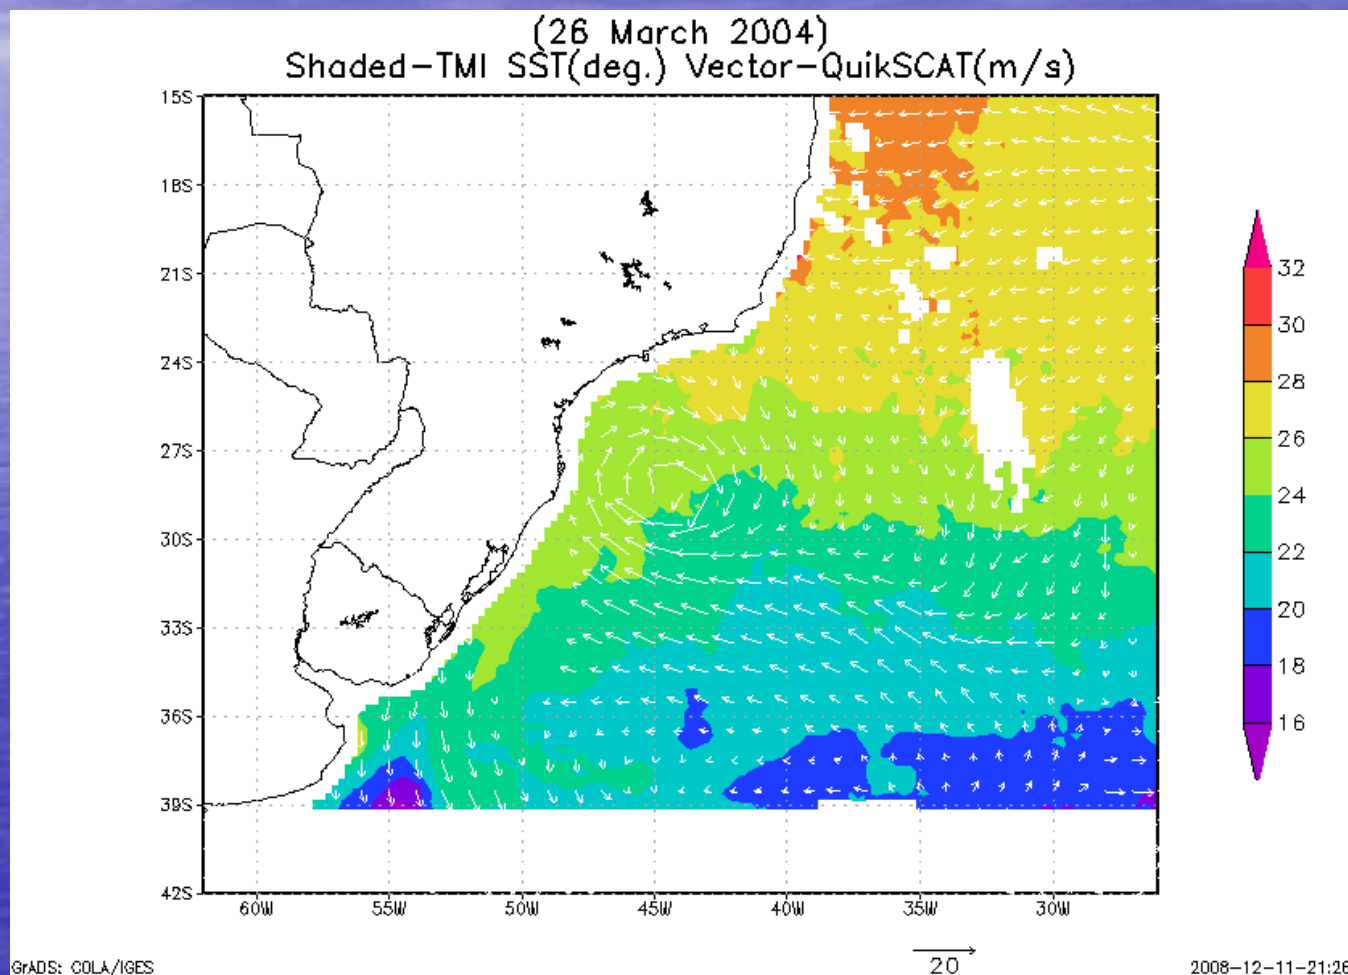 (26 March 2004)
Shaded-TMI SST(deg.) Vector-QuikSCAT(m/s)
15S
18S
21S
24S
27S
30S
33S
36S
39S
42S
60W 55W 50W 45W 40W 35W 30W
32
30
28
26
24
22
20
18
16
20
GrADS: COLA/IGES 2008-12-11-21:26